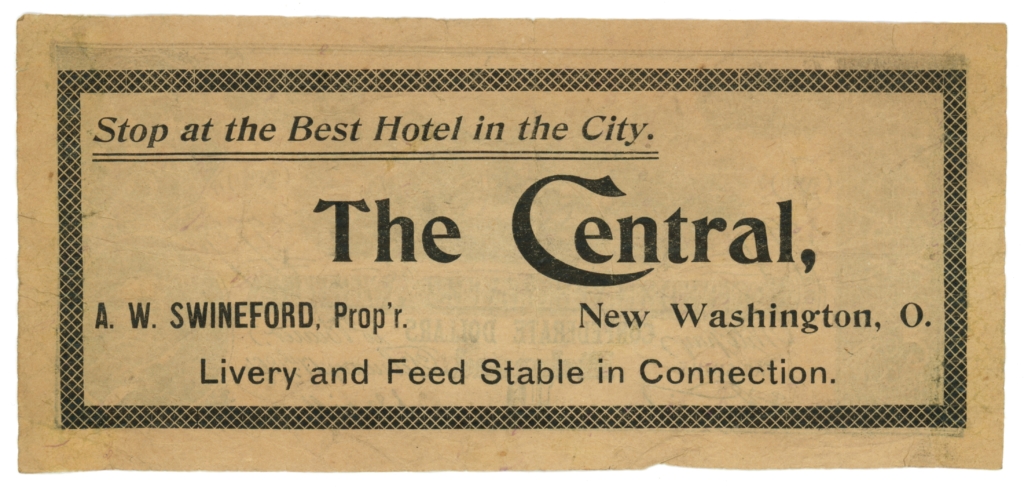 Stop at the Best Hotel in the City.
The Central,
A. W. SWINEFORD, Prop'r. New Washington, O.
Livery and Feed Stable in Connection.